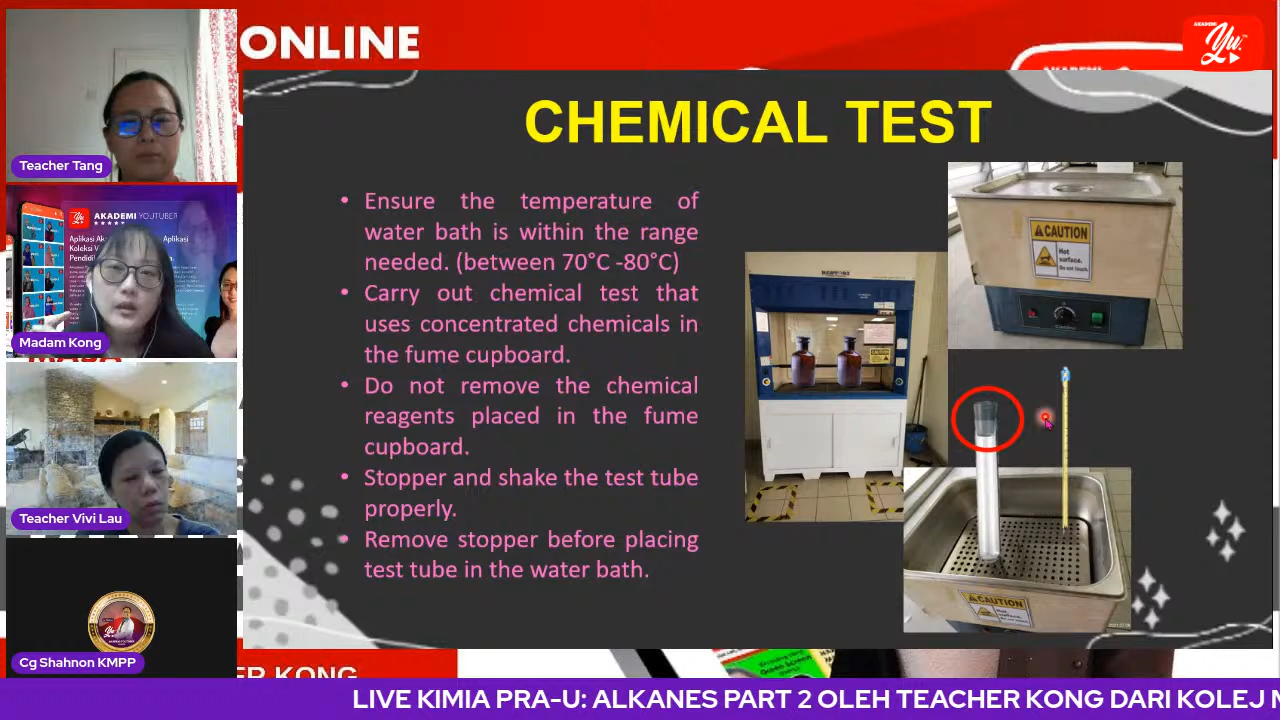 ONLINE
AKADEMI
Yu
CHEMICAL TEST
• Ensure the temperature of
water bath is within the range
needed. (between 70°C -80°C)
• Carry out chemical test that
uses concentrated chemicals in
the fume cupboard.
• Do not remove the chemical
reagents placed in the fume
cupboard.
• Stopper and shake the test tube
properly.
• Remove stopper before placing
test tube in the water bath.
CAUTION
Hot
surface.
Do not touch.
CAUTION
Teacher Tang
AKADEMI YOUTUBER
Madam Kong
Teacher Vivi Lau
Cg Shahnon KMPP
ER KONG
LIVE KIMIA PRA-U: ALKANES PART 2 OLEH TEACHER KONG DARI KOLEJ M